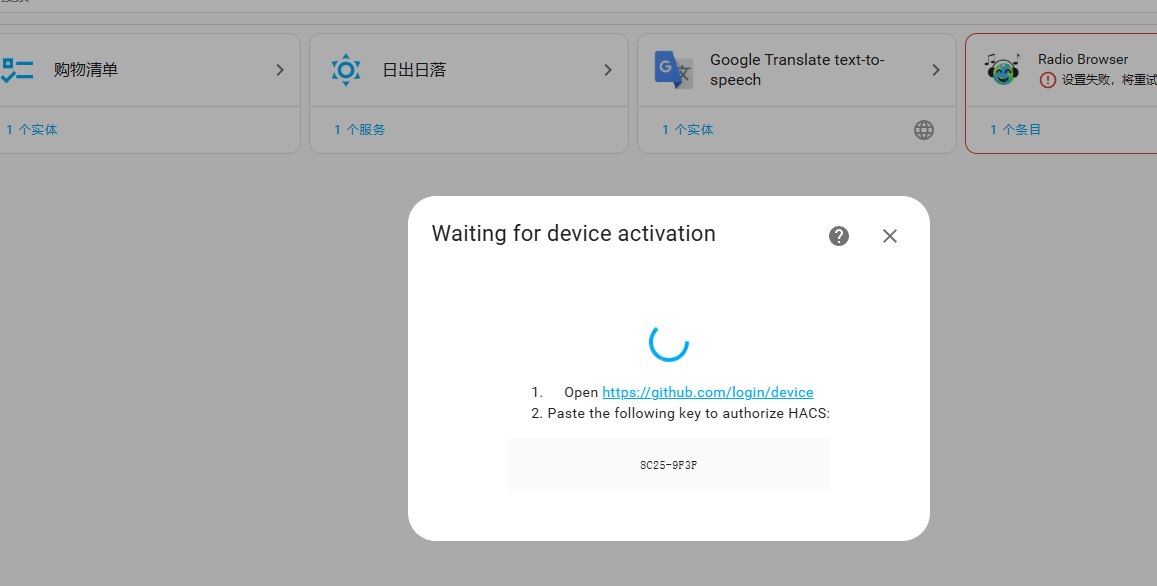 购物清单
日出日落
Google Translate text-to-
speech
Radio Browser
设置失败，将重试
1 个实体
1 个服务
1 个实体
1 个条目
Waiting for device activation
1. Open https://github.com/login/device
2. Paste the following key to authorize HACS:
8C25-9F3F